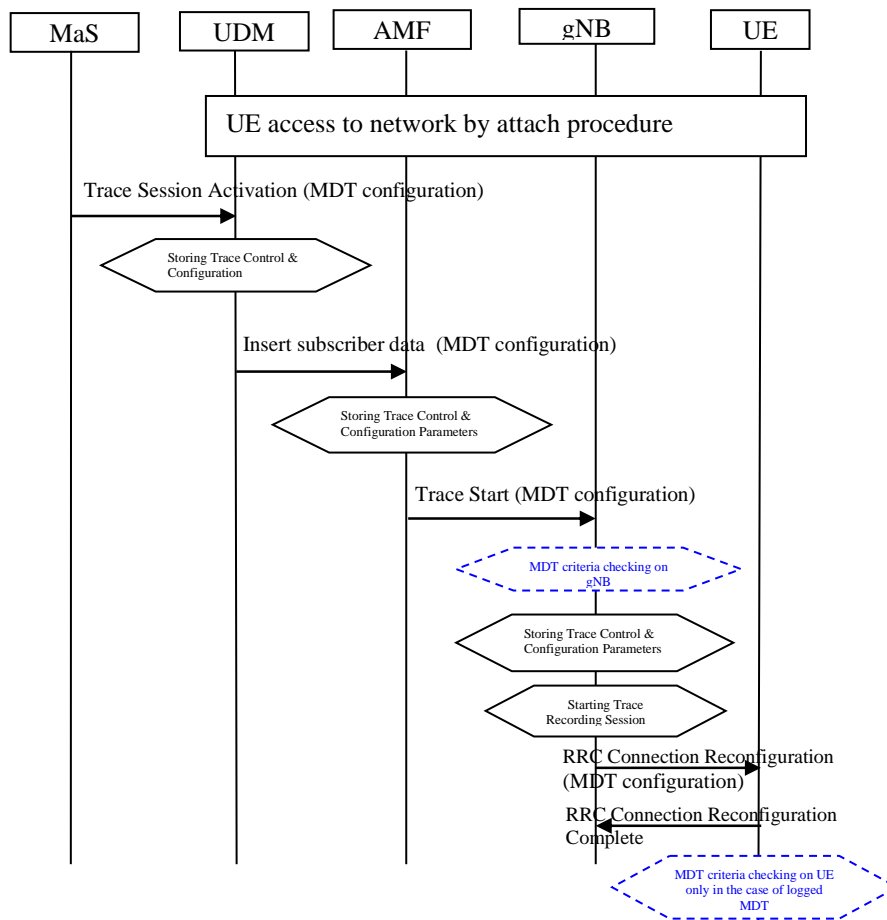 MaS
UDM
AMF
gNB
UE
UE access to network by attach procedure
Trace Session Activation (MDT configuration)
Storing Trace Control &
Configuration
Insert subscriber data (MDT configuration)
Storing Trace Control &
Configuration Parameters
Trace Start (MDT configuration)
MDT criteria checking on
gNB
Storing Trace Control &
Configuration Parameters
Starting Trace
Recording Session
RRC Connection Reconfiguration
(MDT configuration)
RRC Connection Reconfiguration
Complete
MDT criteria checking on UE
only in the case of logged
MDT